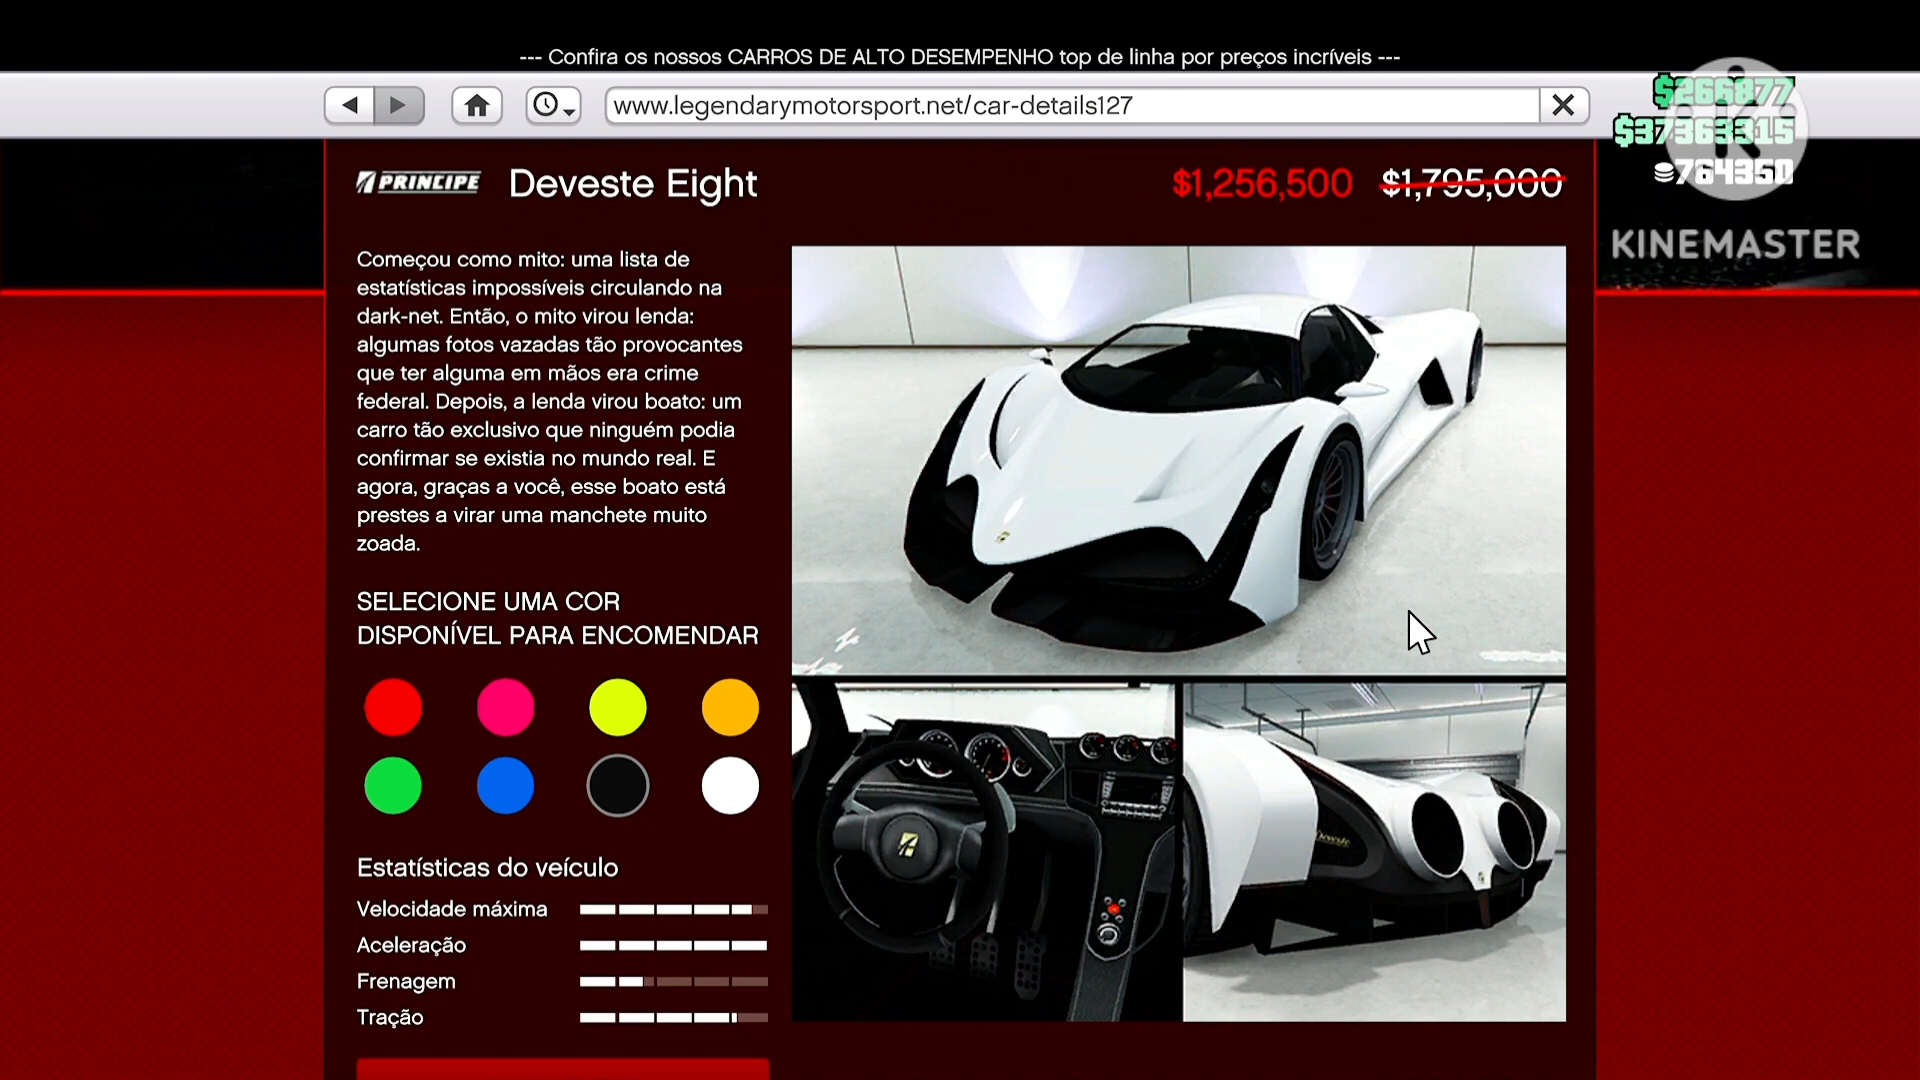 --- Confira os nossos CARROS DE ALTO DESEMPENHO top de linha por preços incríveis ---
www.legendarymotorsport.net/car-details127
$266877
$37363315
764350
KINEMASTER
PRINCIPE Deveste Eight $1,256,500 $1,795,000
Começou como mito: uma lista de
estatísticas impossíveis circulando na
dark-net. Então, o mito virou lenda:
algumas fotos vazadas tão provocantes
que ter alguma em mãos era crime
federal. Depois, a lenda virou boato: um
carro tão exclusivo que ninguém podia
confirmar se existia no mundo real. E
agora, graças a você, esse boato está
prestes a virar uma manchete muito
zoada.
SELECIONE UMA COR
DISPONÍVEL PARA ENCOMENDAR
Estatísticas do veículo
Velocidade máxima
Aceleração
Frenagem
Tração
Deveste